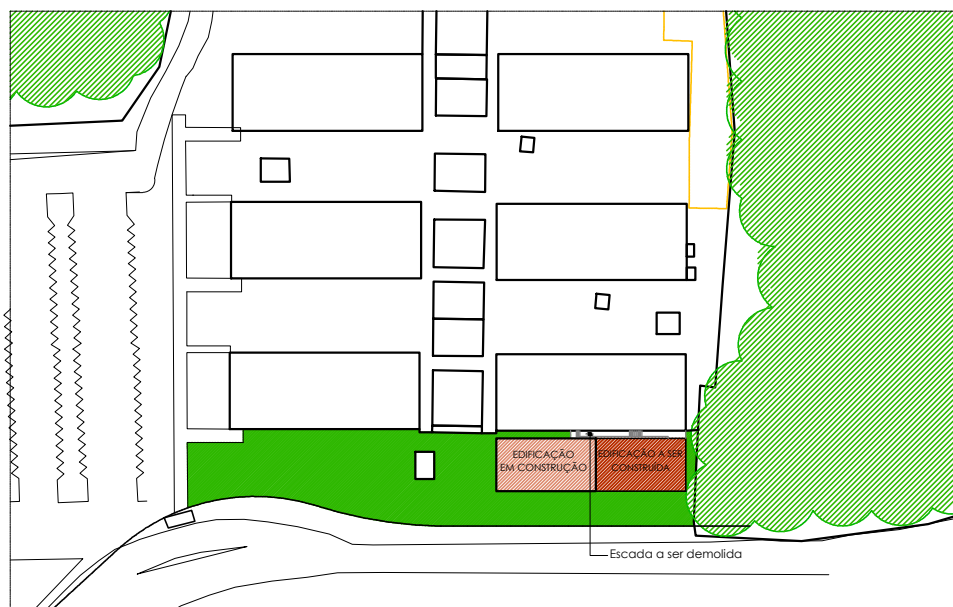 EDIFICAÇÃO
EM CONSTRUÇÃO
EDIFICAÇÃO A SER
CONSTRUÍDA
Escada a ser demolida